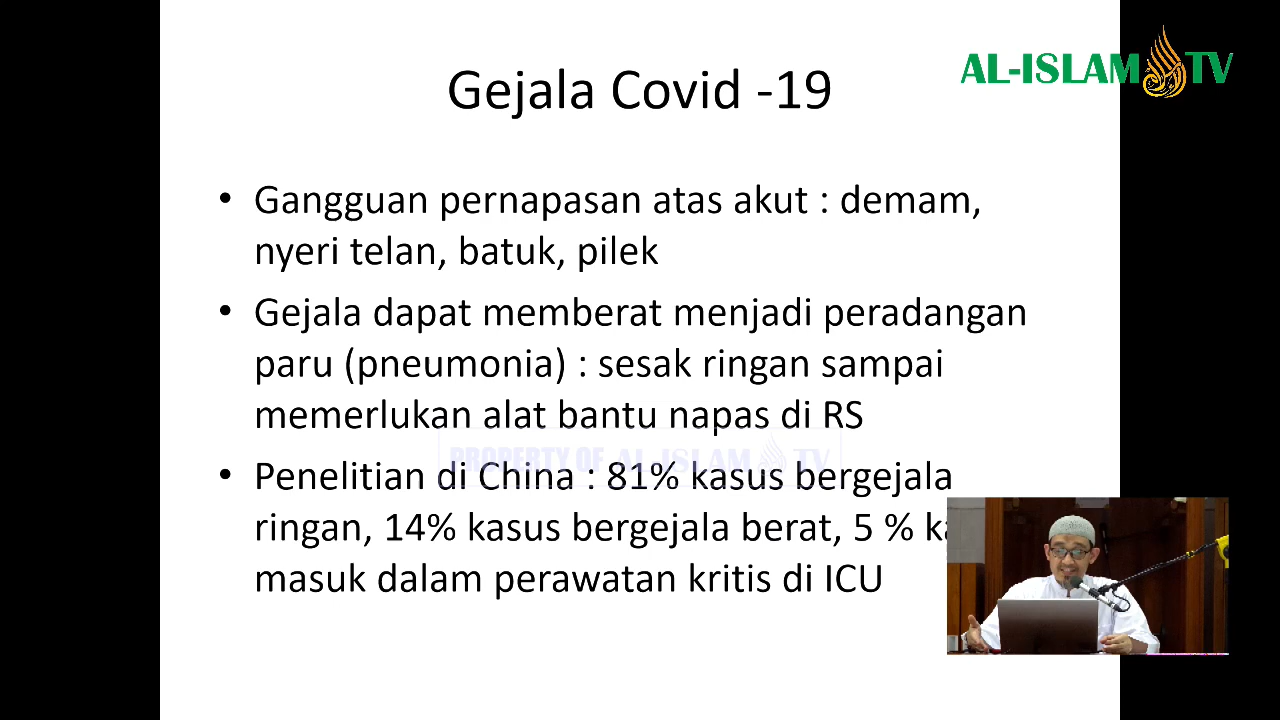 AL-ISLAM TV
Gejala Covid -19
• Gangguan pernapasan atas akut : demam,
nyeri telan, batuk, pilek
• Gejala dapat memberat menjadi peradangan
paru (pneumonia) : sesak ringan sampai
memerlukan alat bantu napas di RS
PROPERTY OF AL-ISLAM TV
• Penelitian di China : 81% kasus bergejala
ringan, 14% kasus bergejala berat, 5 %
masuk dalam perawatan kritis di ICU